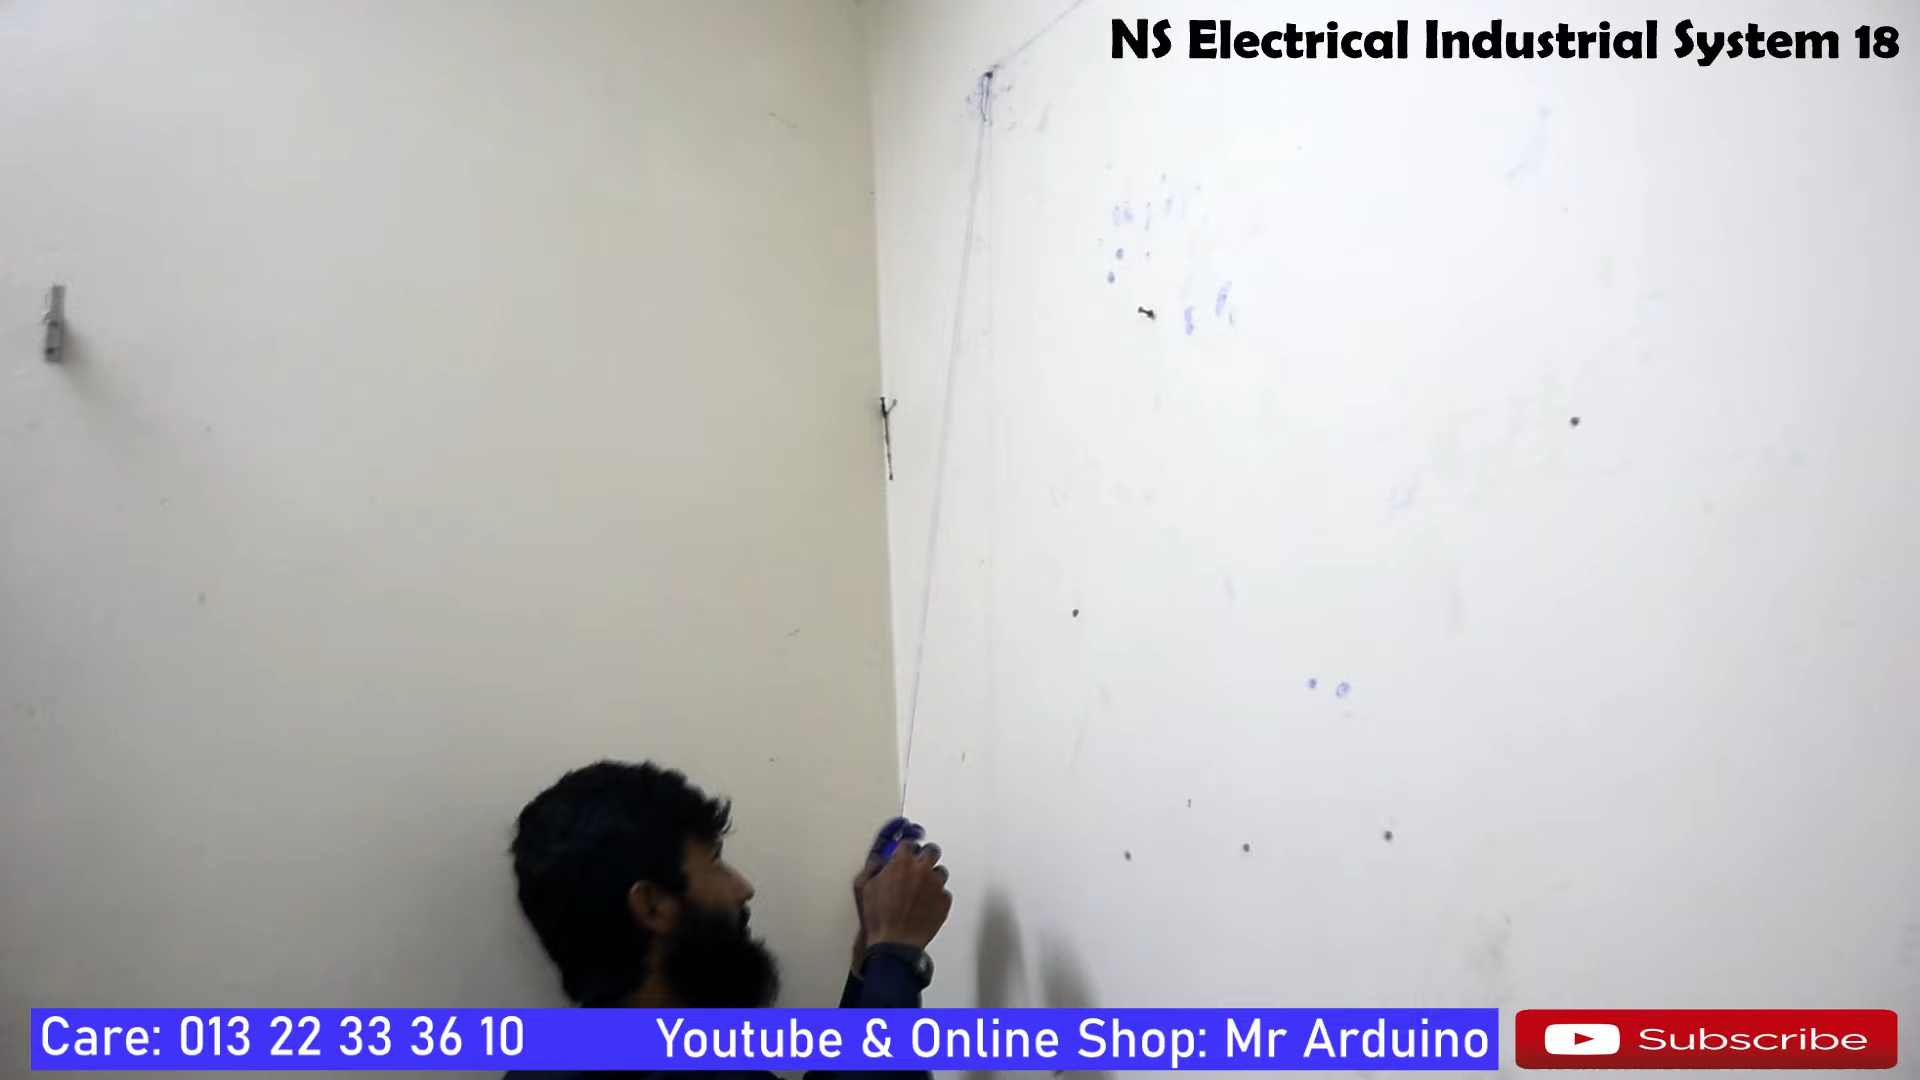 NS Electrical Industrial System 18
Care: 013 22 33 36 10
Youtube & Online Shop: Mr Arduino
Subscribe